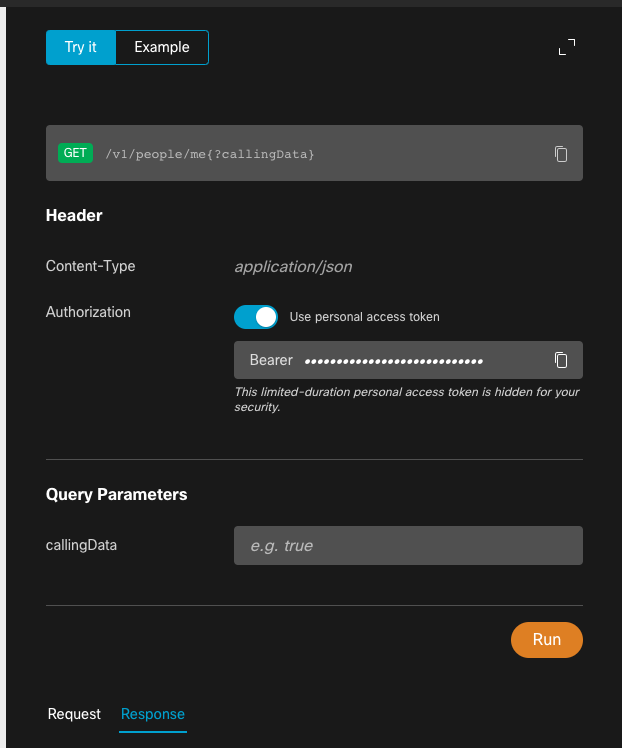 Try it
Example
GET /v1/people/me{?callingData}
Header
Content-Type
application/json
Authorization
Use personal access token
Bearer ••••••••••••••••••••••••••••
This limited-duration personal access token is hidden for your
security.
Query Parameters
callingData
e.g. true
Run
Request
Response